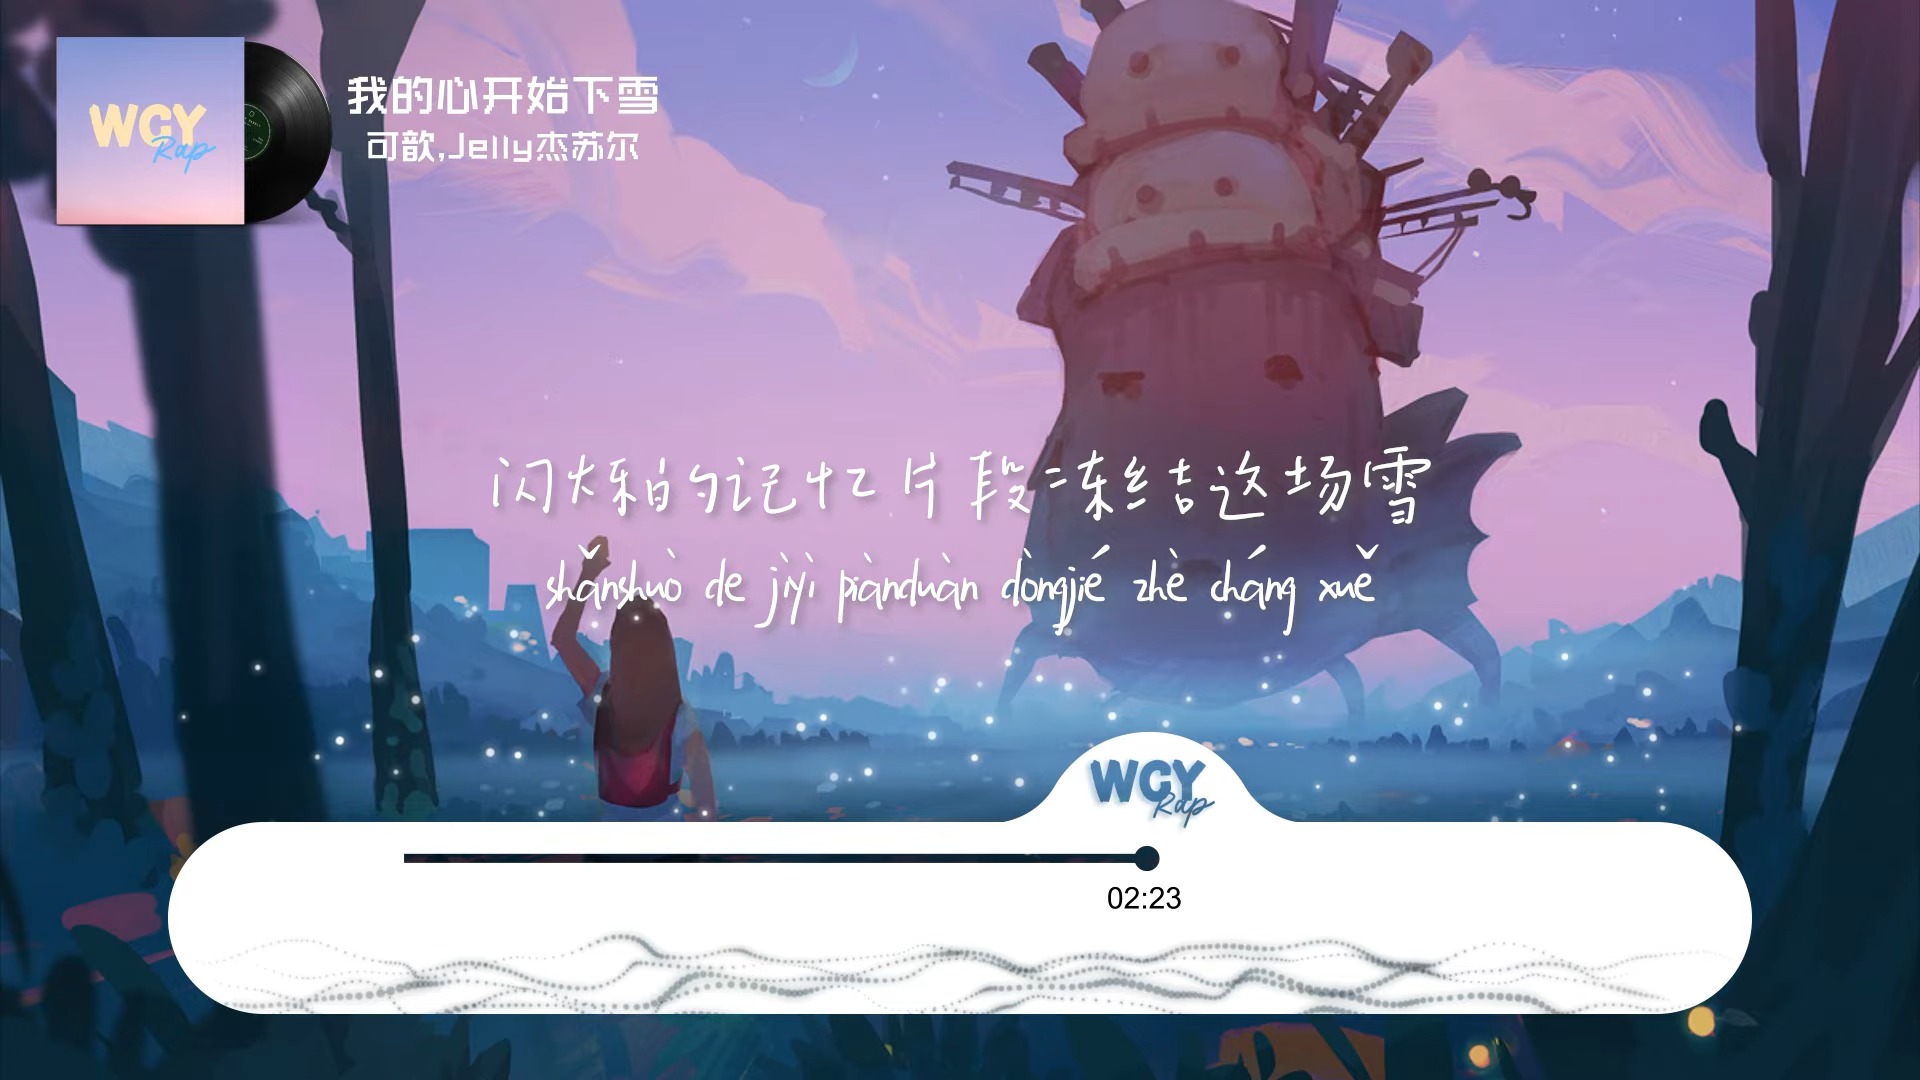 WCY
Rap
我的心开始下雪
可歆,Jelly杰苏尔
闪烁的记忆片段冻结这场雪
shǎnshuò de jìyì piànduàn dòngjié zhè cháng xuě
WCY
Rap
02:23